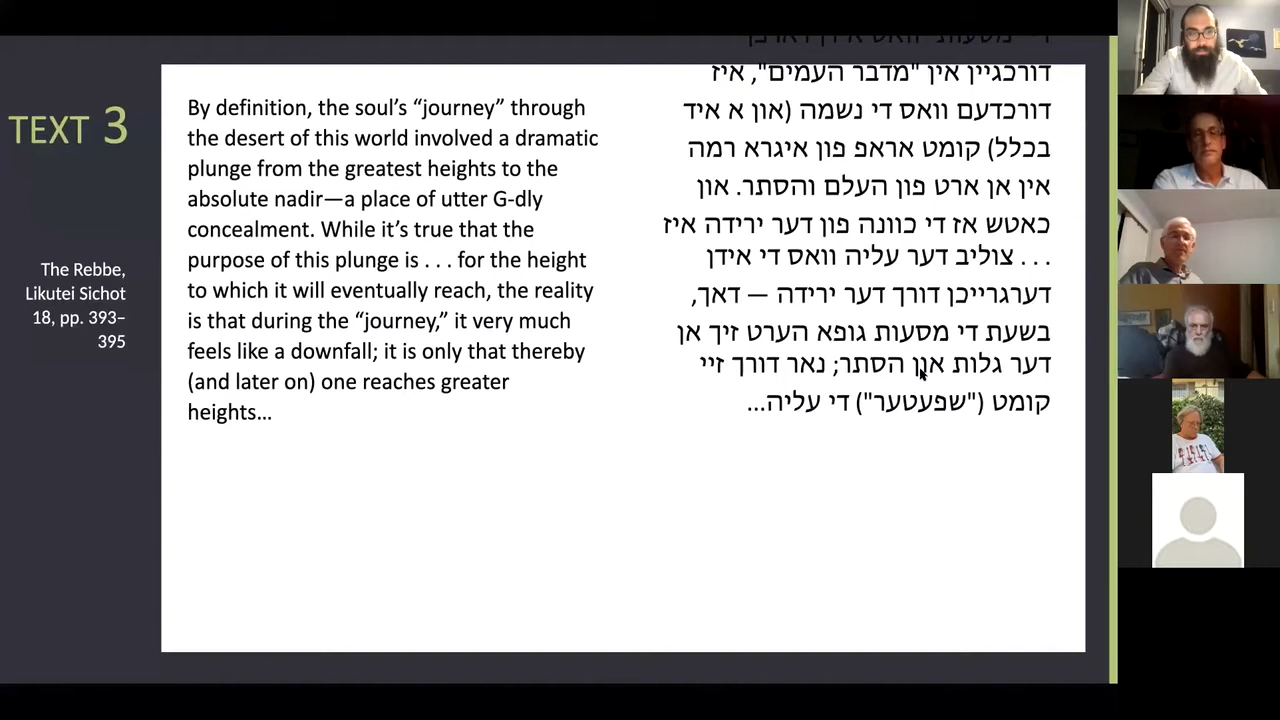 TEXT 3
The Rebbe,
Likutei Sichot
18, pp. 393–
395
By definition, the soul’s “journey” through
the desert of this world involved a dramatic
plunge from the greatest heights to the
absolute nadir—a place of utter G-dly
concealment. While it’s true that the
purpose of this plunge is . . . for the height
to which it will eventually reach, the reality
is that during the “journey,” it very much
feels like a downfall; it is only that thereby
(and later on) one reaches greater
heights…
דורכגיין אין "מדבר העמים", איז
דורכדעם וואס די נשמה (און א איד
בכלל) קומט אראפ פון איגרא רמה
אין אן ארט פון העלם והסתר. און
כאטש אז די כוונה פון דער ירידה איז
. . . צוליב דער עליה וואס די אידן
דערגרייכן דורך דער ירידה — דאך,
בשעת די מסעות גופא הערט זיך אן
דער גלות און הסתר; נאר דורך זיי
קומט ("שפעטער") די עליה...